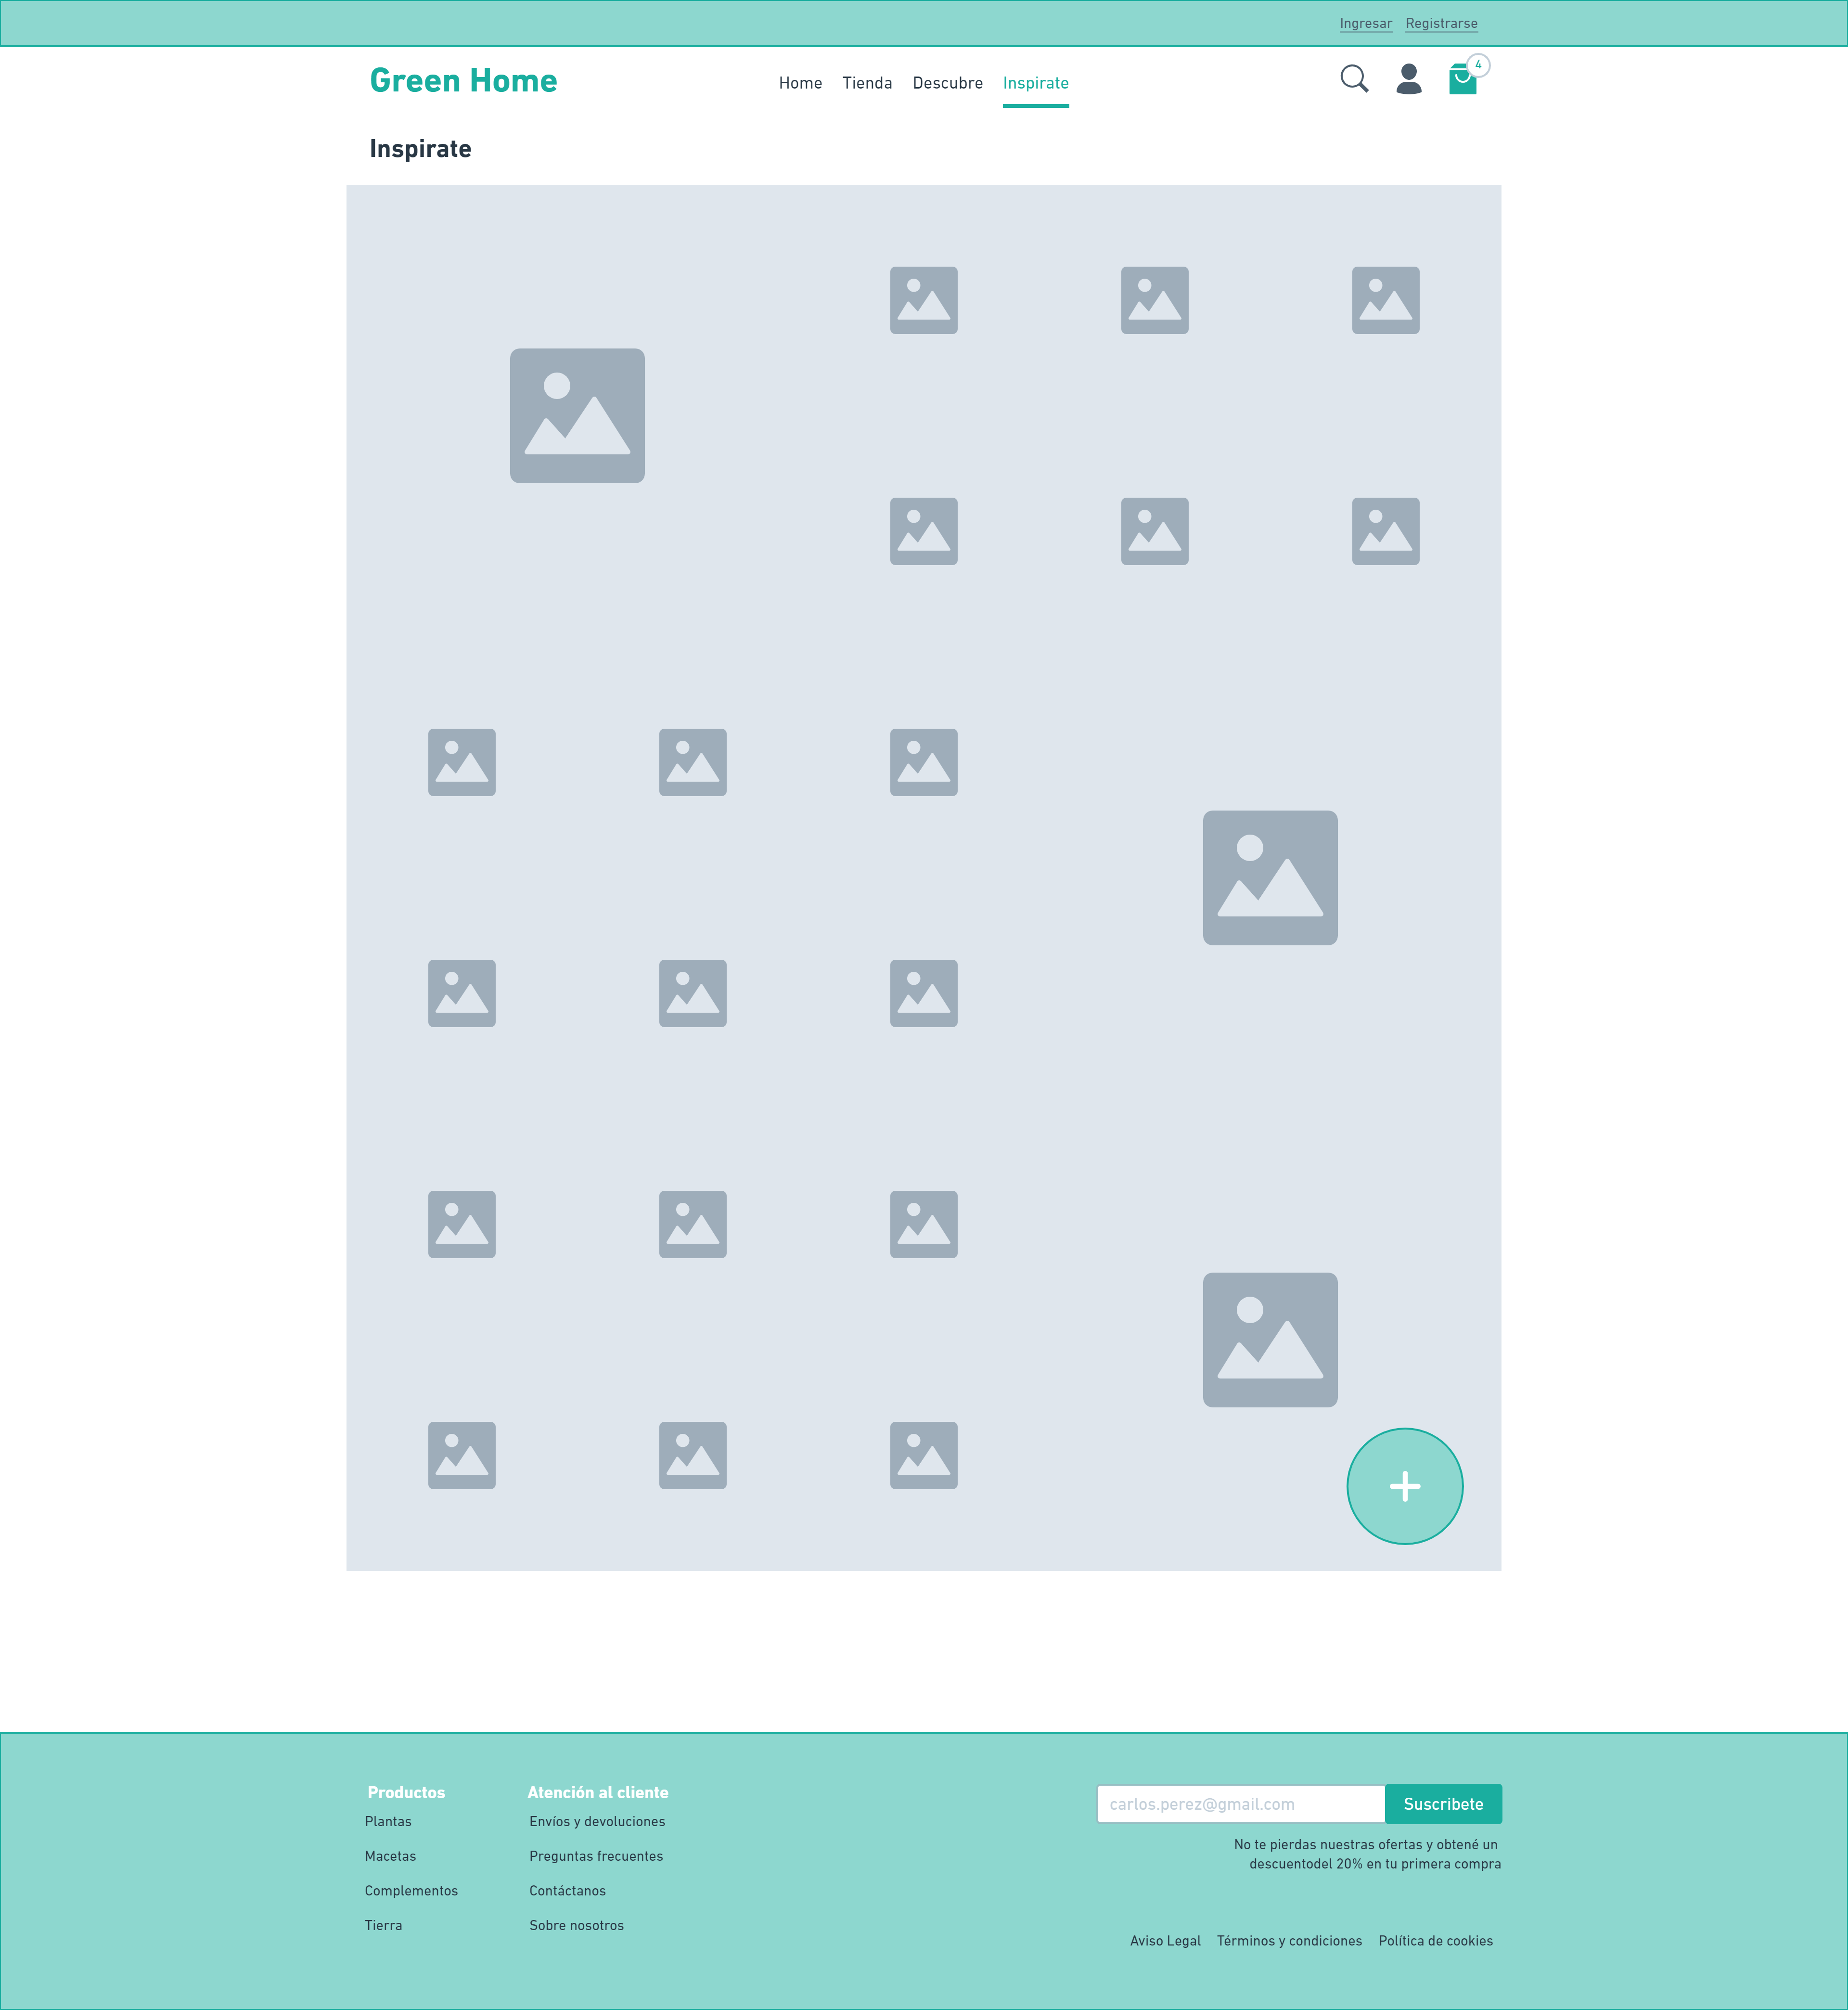 Ingresar Registrarse
Green Home
Home Tienda Descubre Inspirate
4
Inspirate
Productos
Plantas
Macetas
Complementos
Tierra
Atención al cliente
Envíos y devoluciones
Preguntas frecuentes
Contáctanos
Sobre nosotros
carlos.perez@gmail.com
Suscribete
No te pierdas nuestras ofertas y obtené un
descuentodel 20% en tu primera compra
Aviso Legal Términos y condiciones Política de cookies